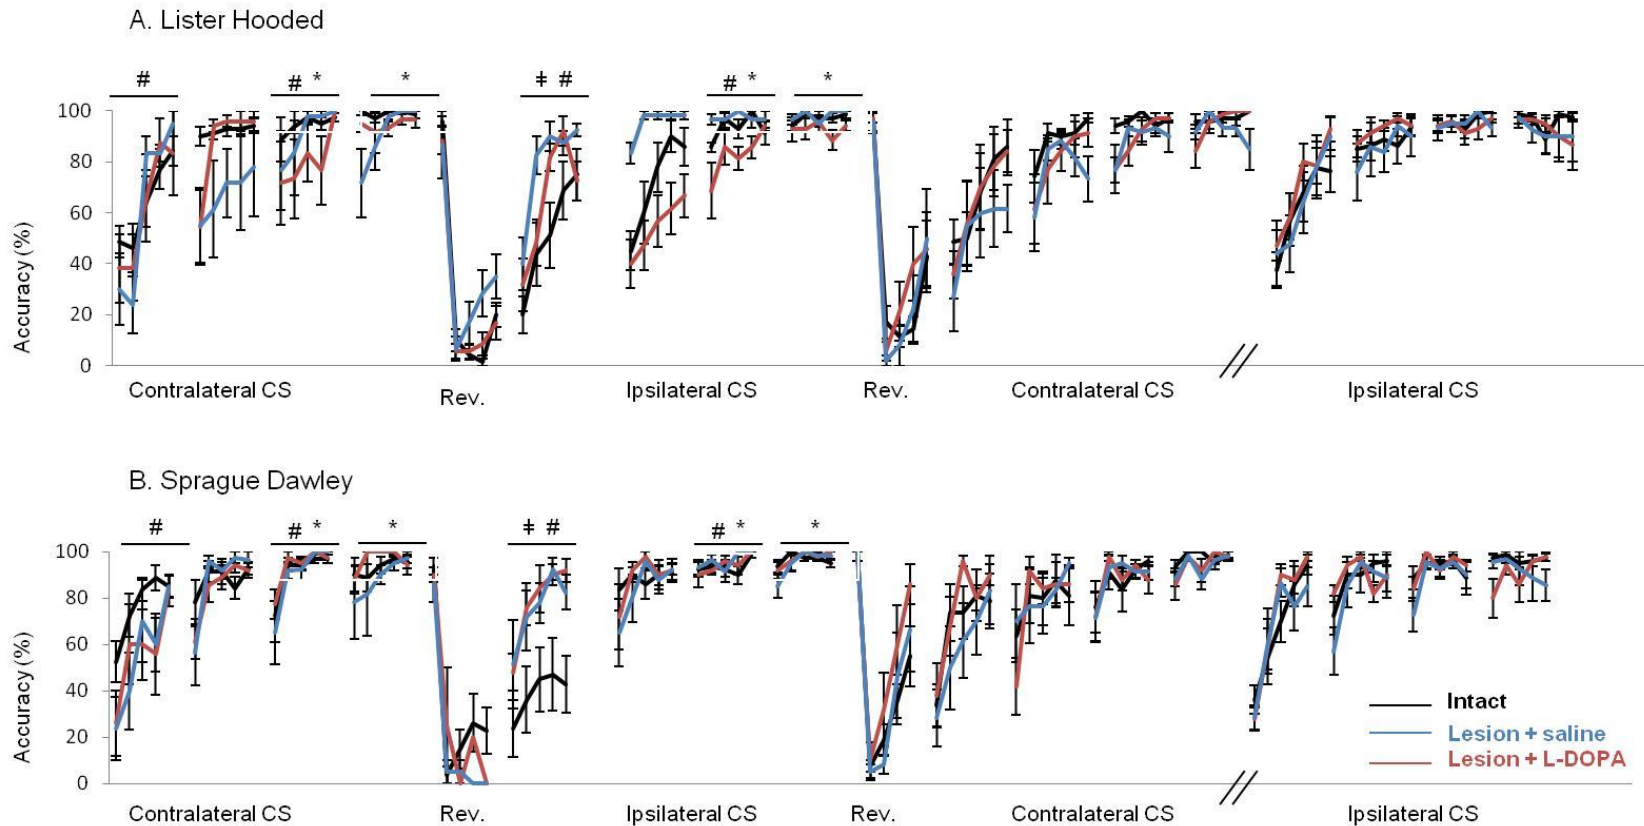 A. Lister Hooded
# # * * ǂ # # * *
100
80
60
40
20
0
Accuracy (%)
Contralateral CS Rev. Ipsilateral CS Rev. Contralateral CS // Ipsilateral CS
B. Sprague Dawley
# # * * ǂ # # * *
100
80
60
40
20
0
Accuracy (%)
Intact
Lesion + saline
Lesion + L-DOPA
Contralateral CS Rev. Ipsilateral CS Rev. Contralateral CS // Ipsilateral CS